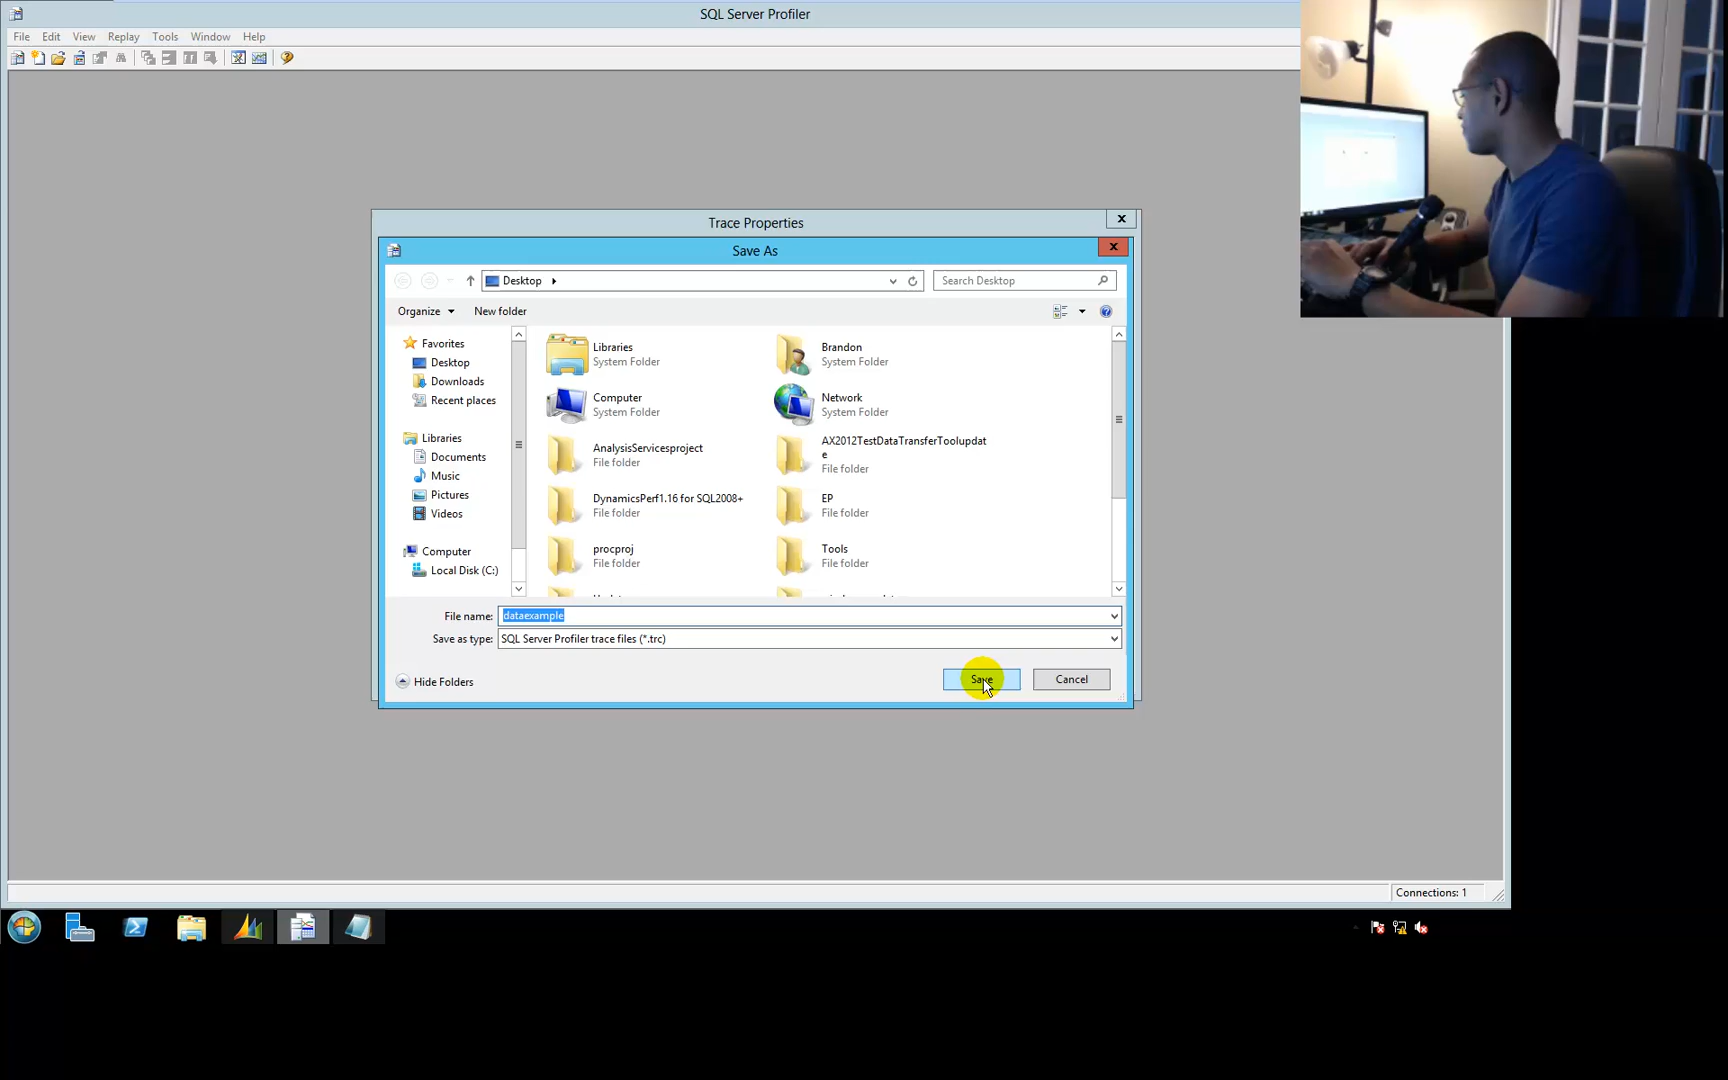 SQL Server Profiler
File Edit View Replay Tools Window Help
Trace Properties
Save As
Desktop
Search Desktop
Organize
New folder
Favorites
Desktop
Downloads
Recent places
Libraries
Documents
Music
Pictures
Videos
Computer
Local Disk (C:)
Libraries
System Folder
Brandon
System Folder
Computer
System Folder
Network
System Folder
AnalysisServicesproject
File folder
AX2012TestDataTransferToolupdat
e
File folder
DynamicsPerf1.16 for SQL2008+
File folder
EP
File folder
procproj
File folder
Tools
File folder
File name: dataexample
Save as type: SQL Server Profiler trace files (*.trc)
Hide Folders
Save
Cancel
Connections: 1